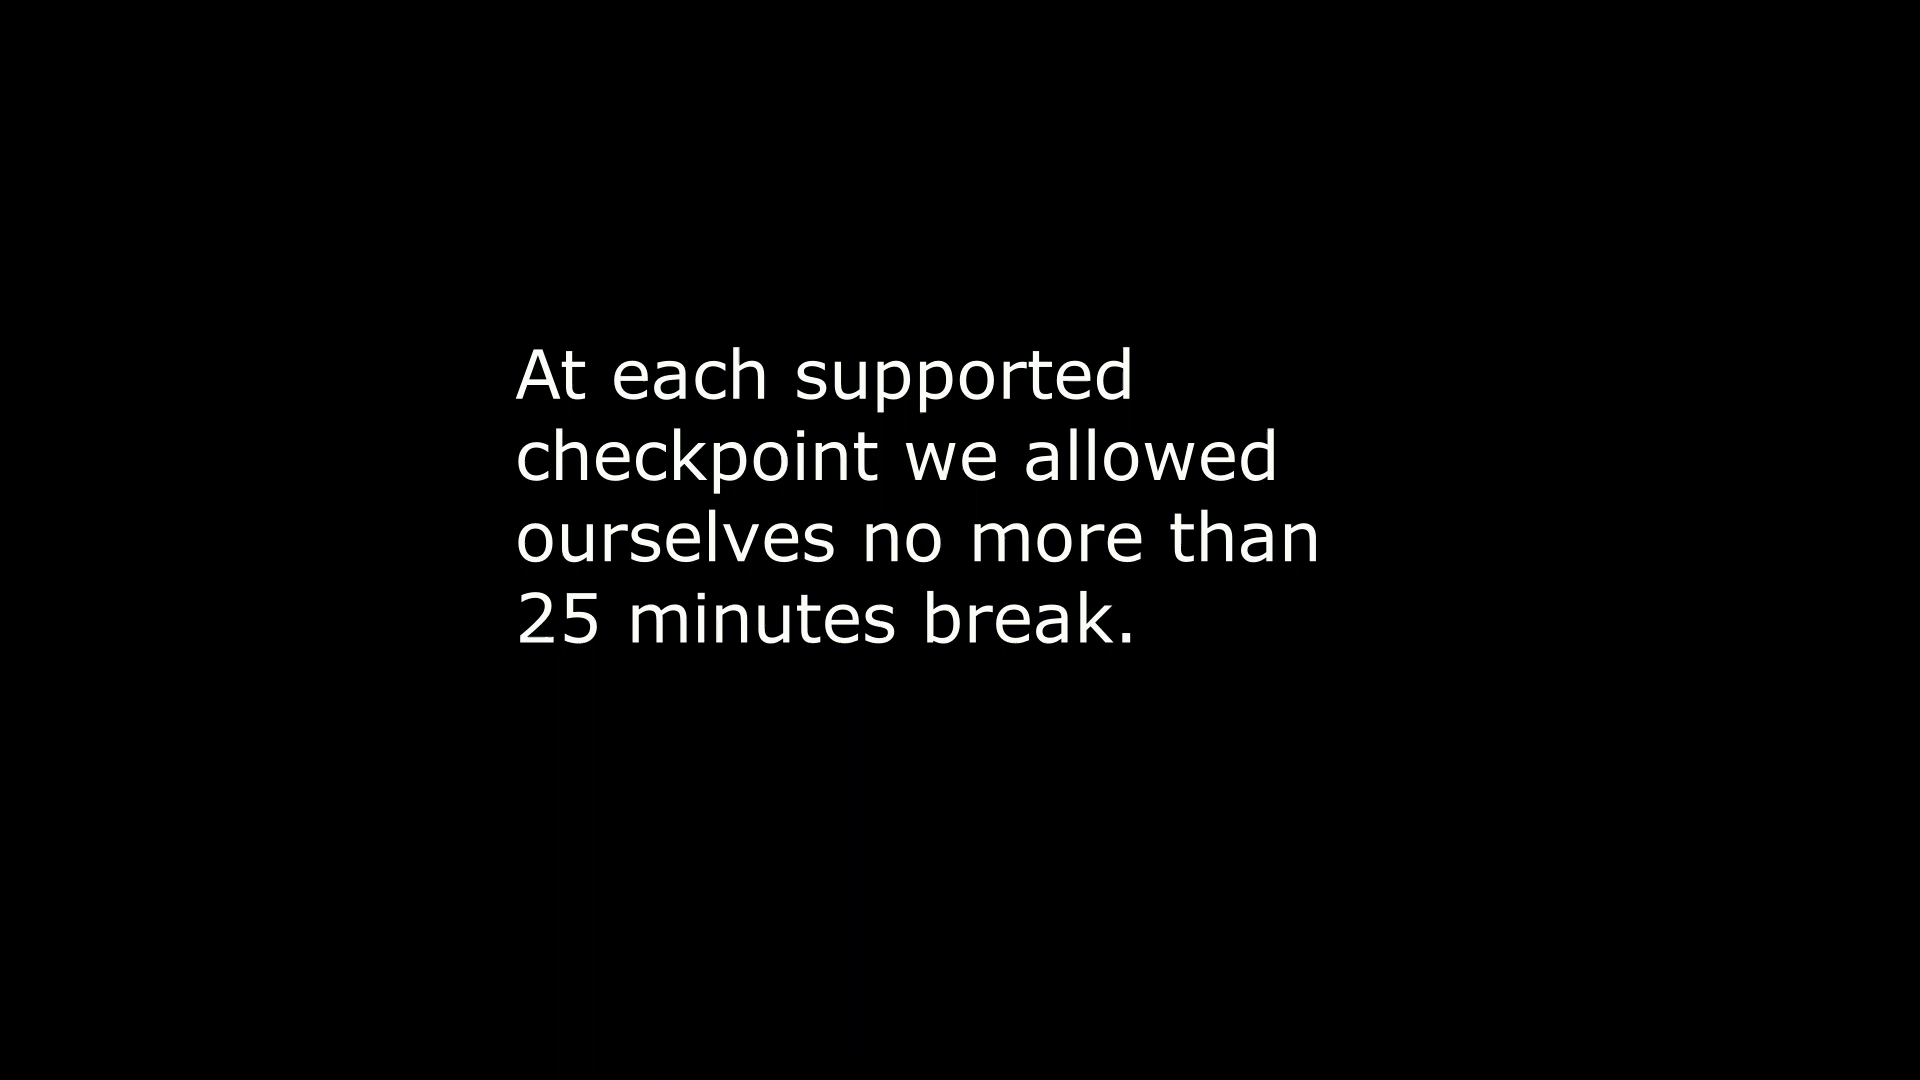 At each supported
checkpoint we allowed
ourselves no more than
25 minutes break.